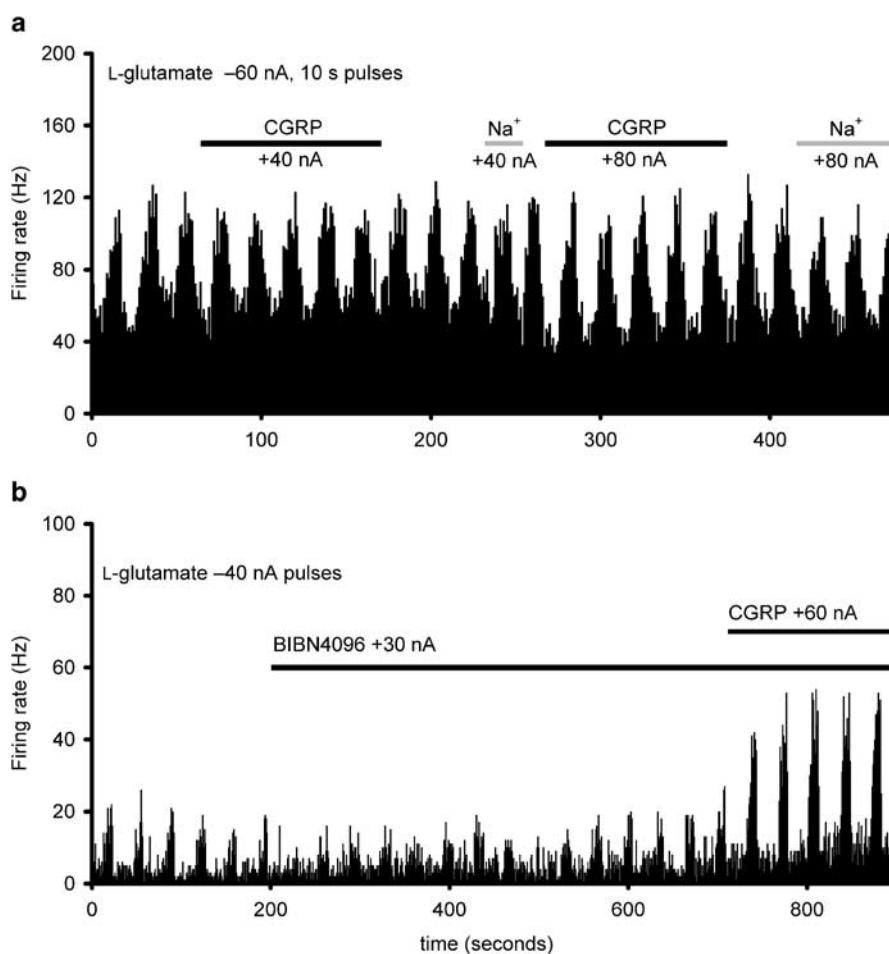 a
200
160
120
80
40
0
Firing rate (Hz)
L-glutamate –60 nA, 10 s pulses
CGRP
+40 nA
Na⁺
+40 nA
CGRP
+80 nA
Na⁺
+80 nA
0 100 200 300 400
b
100
80
60
40
20
0
Firing rate (Hz)
L-glutamate –40 nA pulses
CGRP +60 nA
BIBN4096 +30 nA
0 200 400 600 800
time (seconds)